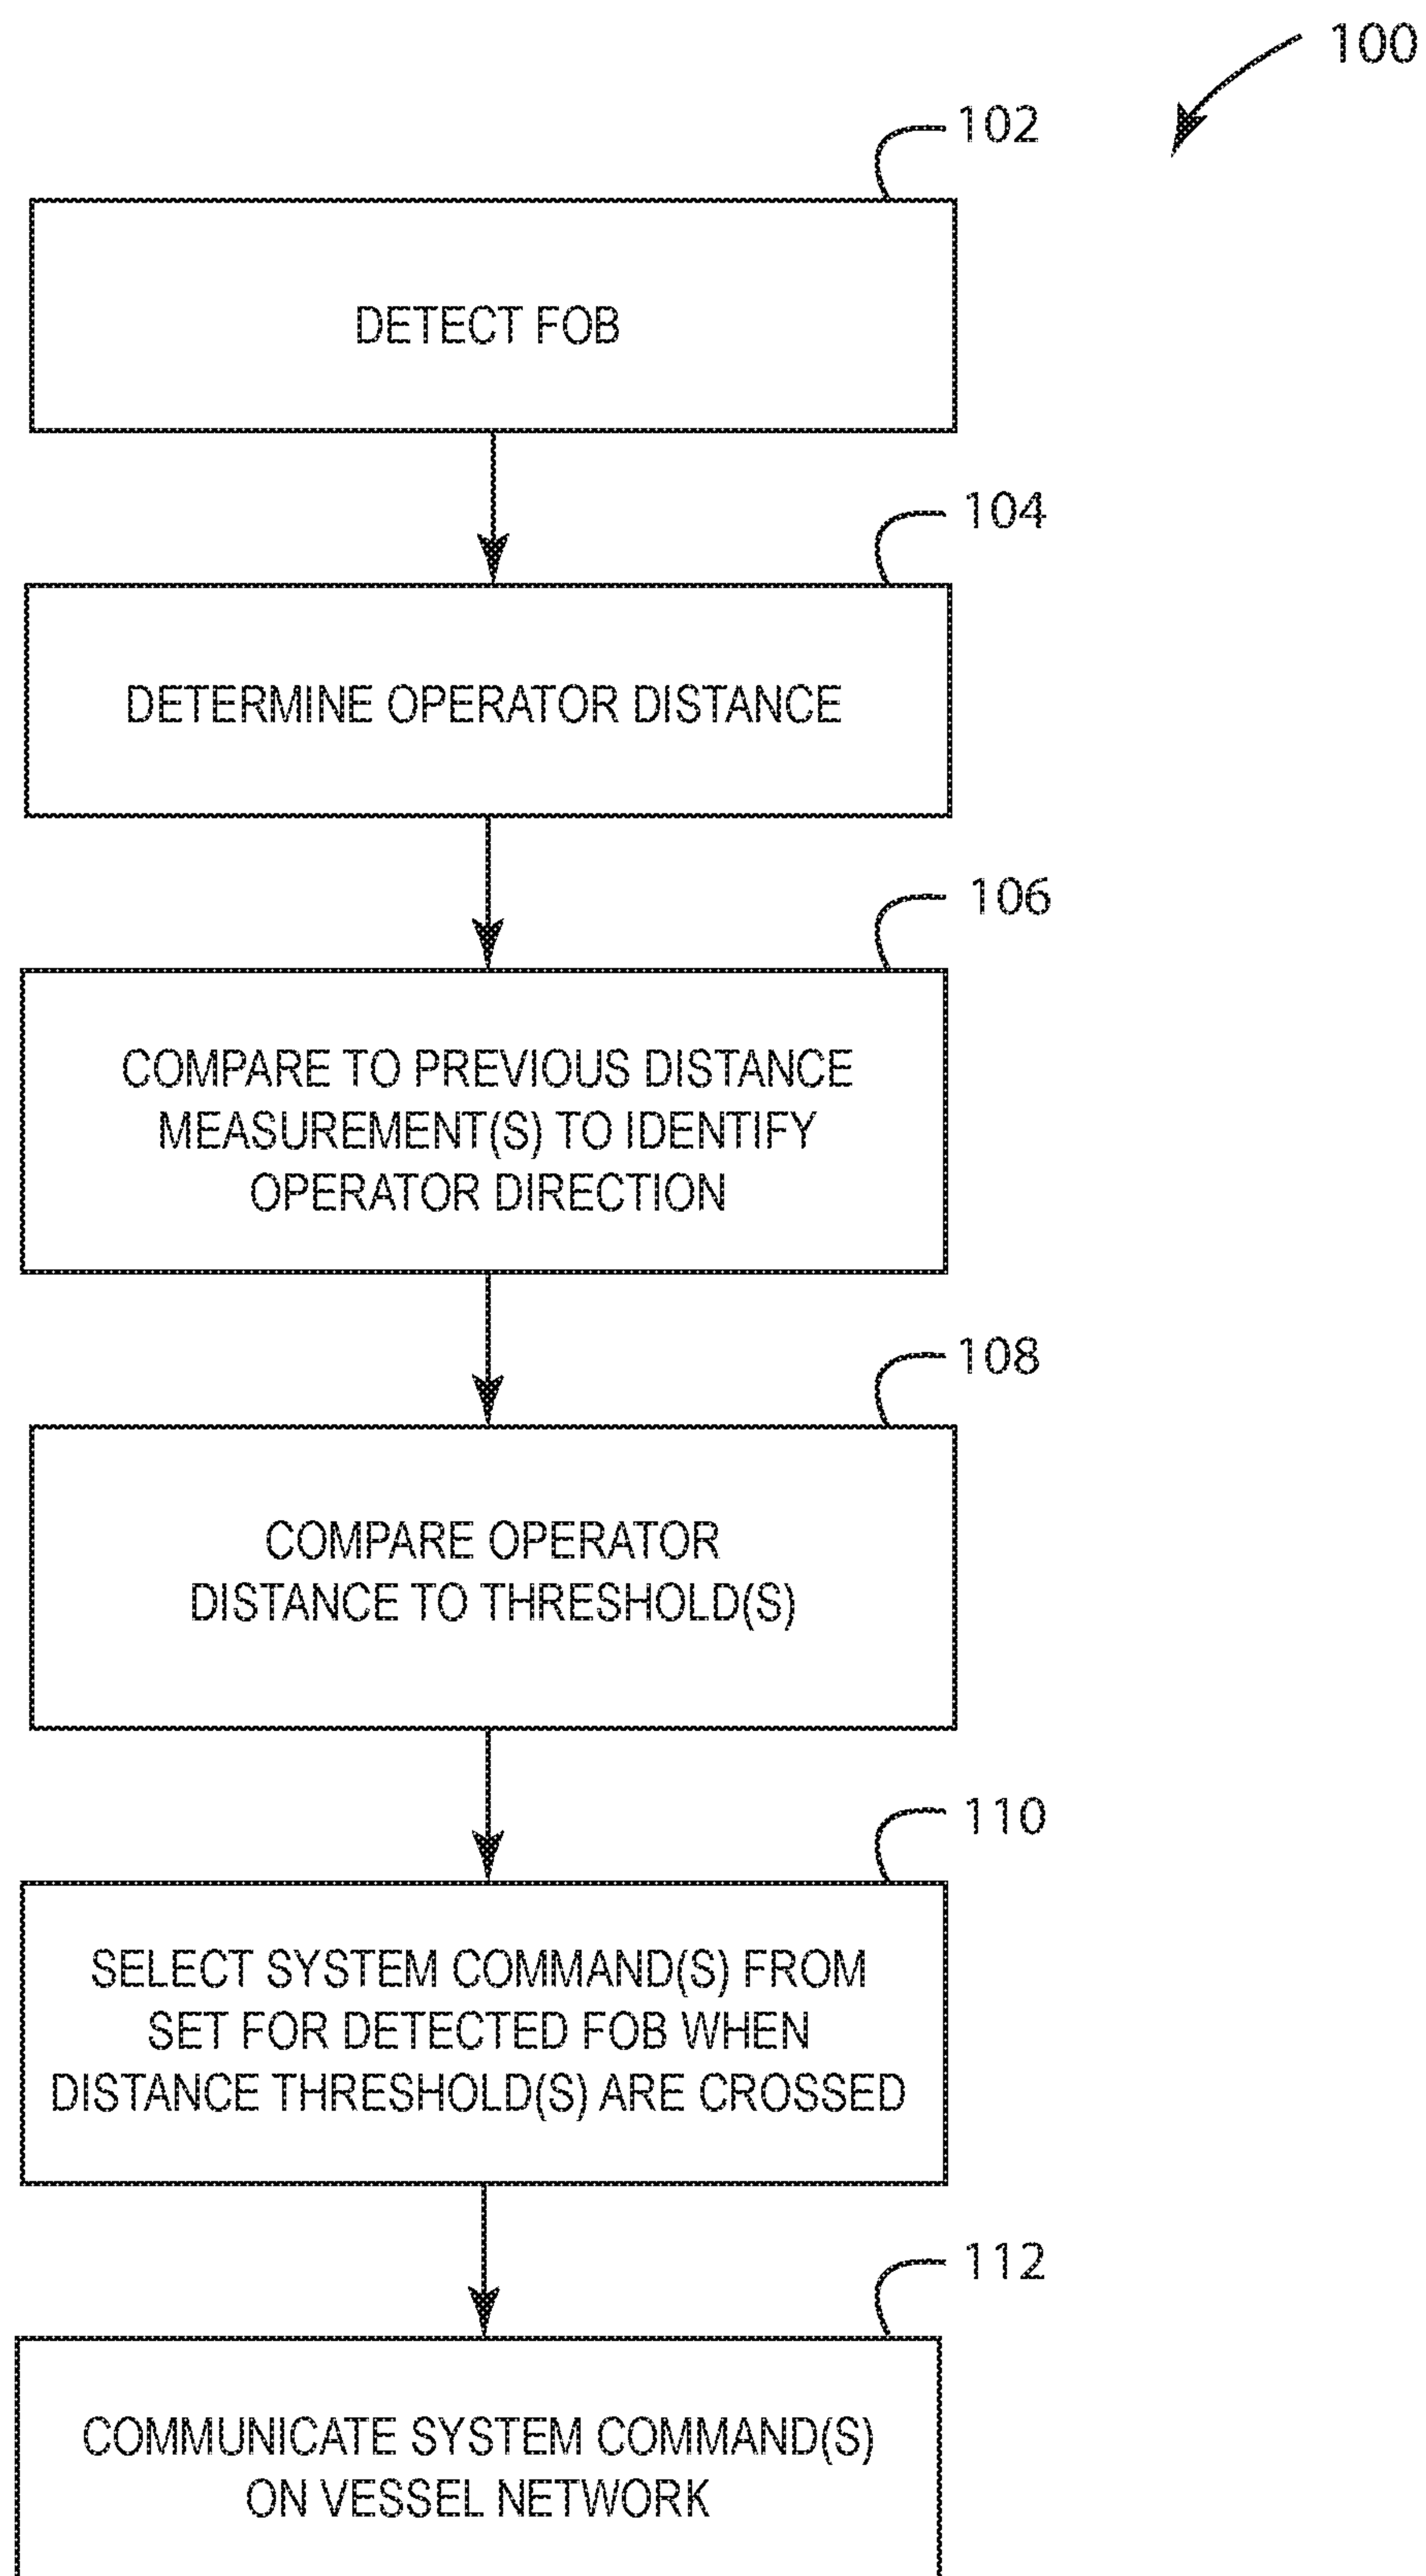 100
102
DETECT FOB
104
DETERMINE OPERATOR DISTANCE
106
COMPARE TO PREVIOUS DISTANCE
MEASUREMENT(S) TO IDENTIFY
OPERATOR DIRECTION
108
COMPARE OPERATOR
DISTANCE TO THRESHOLD(S)
110
SELECT SYSTEM COMMAND(S) FROM
SET FOR DETECTED FOB WHEN
DISTANCE THRESHOLD(S) ARE CROSSED
112
COMMUNICATE SYSTEM COMMAND(S)
ON VESSEL NETWORK